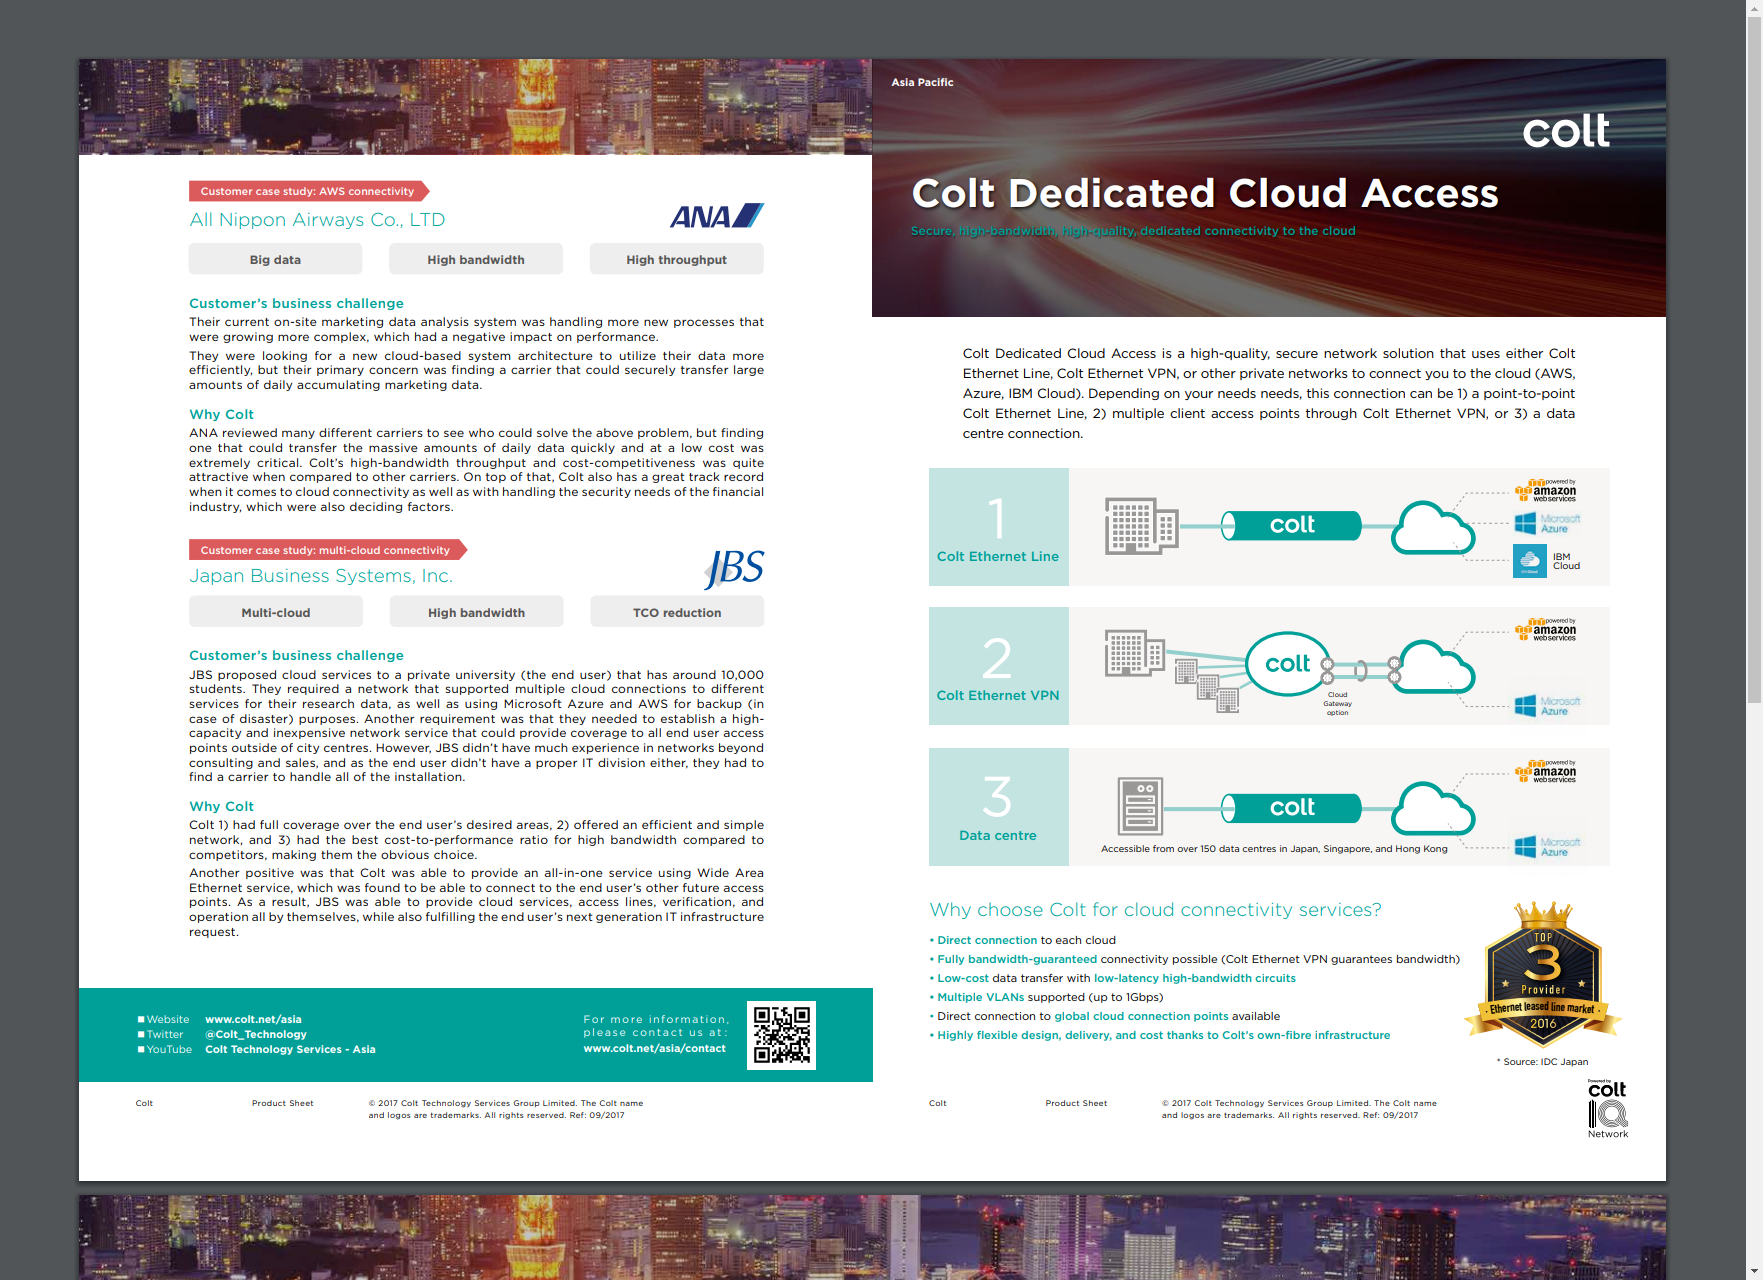 Customer case study: AWS connectivity
All Nippon Airways Co., LTD
ANA
Big data
High bandwidth
High throughput
Customer's business challenge
Their current on-site marketing data analysis system was handling more new processes that
were growing more complex, which had a negative impact on performance.
They were looking for a new cloud-based system architecture to utilize their data more
efficiently, but their primary concern was finding a carrier that could securely transfer large
amounts of daily accumulating marketing data.
Why Colt
ANA reviewed many different carriers to see who could solve the above problem, but finding
one that could transfer the massive amounts of daily data quickly and at a low cost was
extremely critical. Colt's high-bandwidth throughput and cost-competitiveness was quite
attractive when compared to other carriers. On top of that, Colt also has a great track record
when it comes to cloud connectivity as well as with handling the security needs of the financial
industry, which were also deciding factors.
Customer case study: multi-cloud connectivity
Japan Business Systems, Inc.
JBS
Multi-cloud
High bandwidth
TCO reduction
Customer's business challenge
JBS proposed cloud services to a private university (the end user) that has around 10,000
students. They required a network that supported multiple cloud connections to different
services for their research data, as well as using Microsoft Azure and AWS for backup (in
case of disaster) purposes. Another requirement was that they needed to establish a high-
capacity and inexpensive network service that could provide coverage to all end user access
points outside of city centres. However, JBS didn't have much experience in networks beyond
consulting and sales, and as the end user didn't have a proper IT division either, they had to
find a carrier to handle all of the installation.
Why Colt
Colt 1) had full coverage over the end user's desired areas, 2) offered an efficient and simple
network, and 3) had the best cost-to-performance ratio for high bandwidth compared to
competitors, making them the obvious choice.
Another positive was that Colt was able to provide an all-in-one service using Wide Area
Ethernet service, which was found to be able to connect to the end user's other future access
points. As a result, JBS was able to provide cloud services, access lines, verification, and
operation all by themselves, while also fulfilling the end user's next generation IT infrastructure
request.
■ Website www.colt.net/asia
■ Twitter @Colt_Technology
■ YouTube Colt Technology Services - Asia
For more information,
please contact us at:
www.colt.net/asia/contact
Colt
Product Sheet
© 2017 Colt Technology Services Group Limited. The Colt name
and logos are trademarks. All rights reserved. Ref: 09/2017
Asia Pacific
colt
Colt Dedicated Cloud Access
Secure, high-bandwidth, high-quality, dedicated connectivity to the cloud
Colt Dedicated Cloud Access is a high-quality, secure network solution that uses either Colt
Ethernet Line, Colt Ethernet VPN, or other private networks to connect you to the cloud (AWS,
Azure, IBM Cloud). Depending on your needs needs, this connection can be 1) a point-to-point
Colt Ethernet Line, 2) multiple client access points through Colt Ethernet VPN, or 3) a data
centre connection.
1
Colt Ethernet Line
colt
powered by
amazon
web services
Microsoft
Azure
IBM
Cloud
2
Colt Ethernet VPN
colt
Cloud
Gateway
option
powered by
amazon
web services
Microsoft
Azure
3
Data centre
colt
Accessible from over 150 data centres in Japan, Singapore, and Hong Kong
powered by
amazon
web services
Microsoft
Azure
Why choose Colt for cloud connectivity services?
• Direct connection to each cloud
• Fully bandwidth-guaranteed connectivity possible (Colt Ethernet VPN guarantees bandwidth)
• Low-cost data transfer with low-latency high-bandwidth circuits
• Multiple VLANs supported (up to 1Gbps)
• Direct connection to global cloud connection points available
• Highly flexible design, delivery, and cost thanks to Colt's own-fibre infrastructure
TOP
3
Provider
Ethernet leased line market
2016
* Source: IDC Japan
Colt
Product Sheet
© 2017 Colt Technology Services Group Limited. The Colt name
and logos are trademarks. All rights reserved. Ref: 09/2017
Powered by
colt
IQ
Network